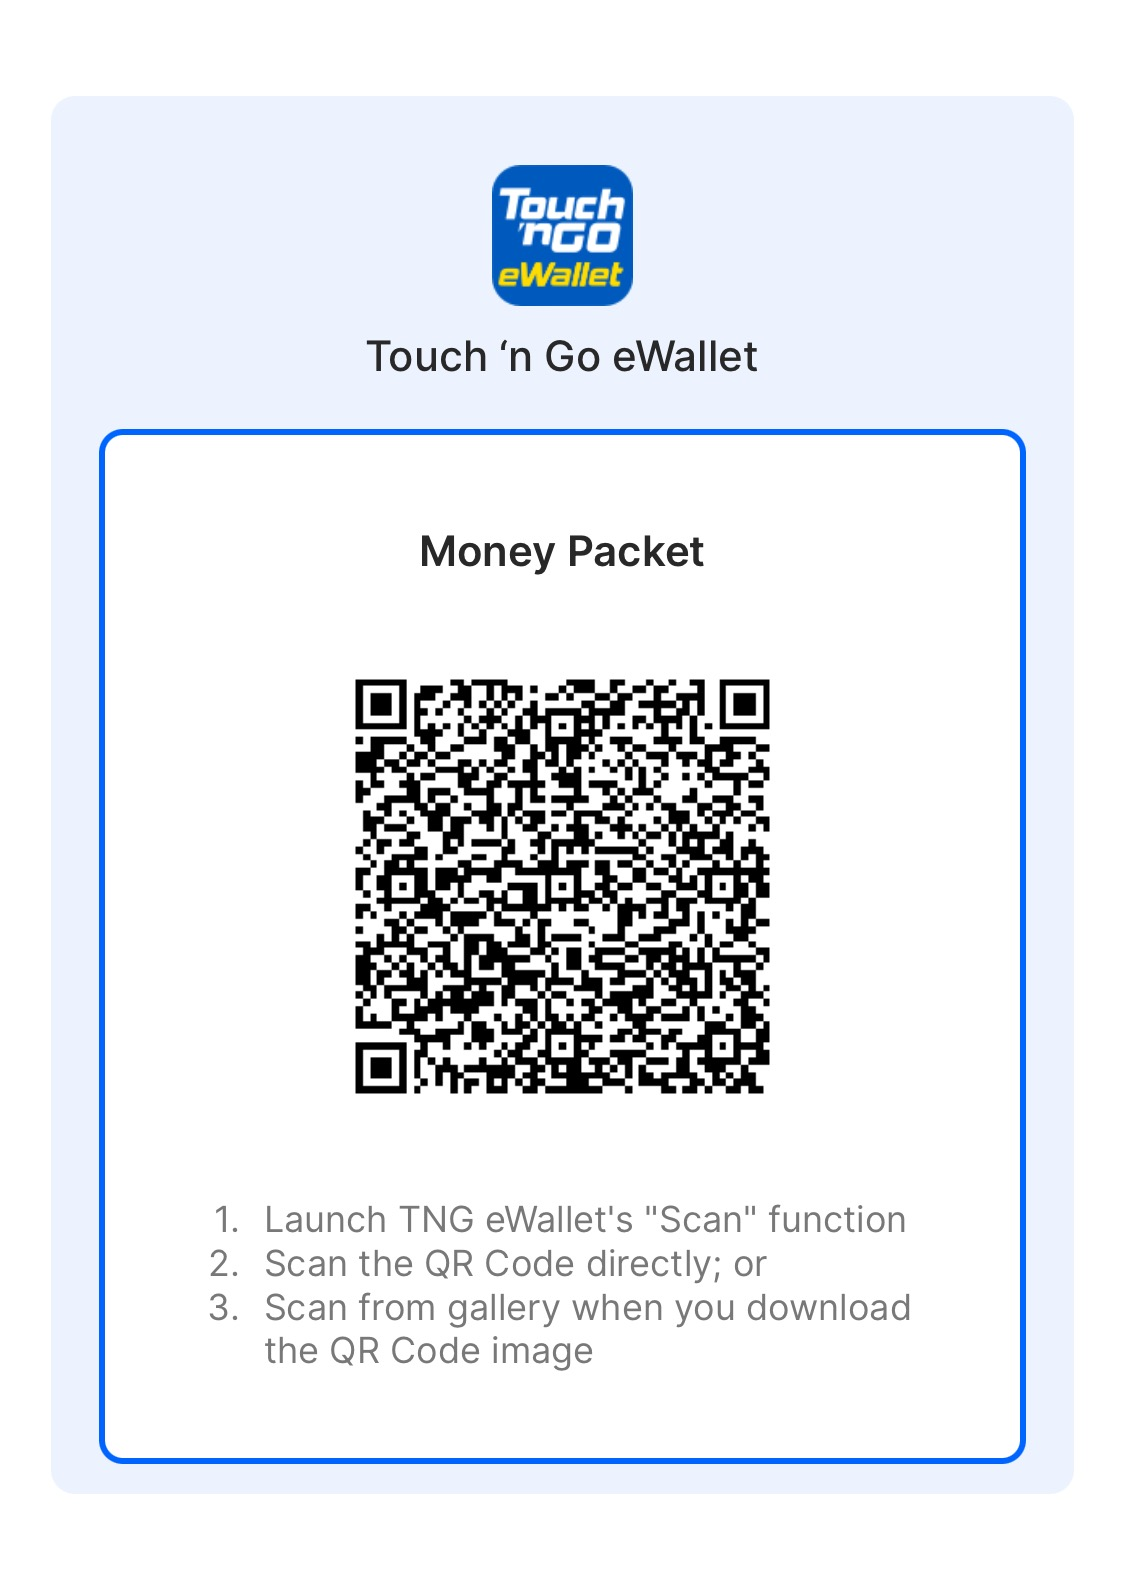 Touch
'nGO
eWallet
Touch ‘n Go eWallet
Money Packet
1. Launch TNG eWallet's "Scan" function
2. Scan the QR Code directly; or
3. Scan from gallery when you download
the QR Code image